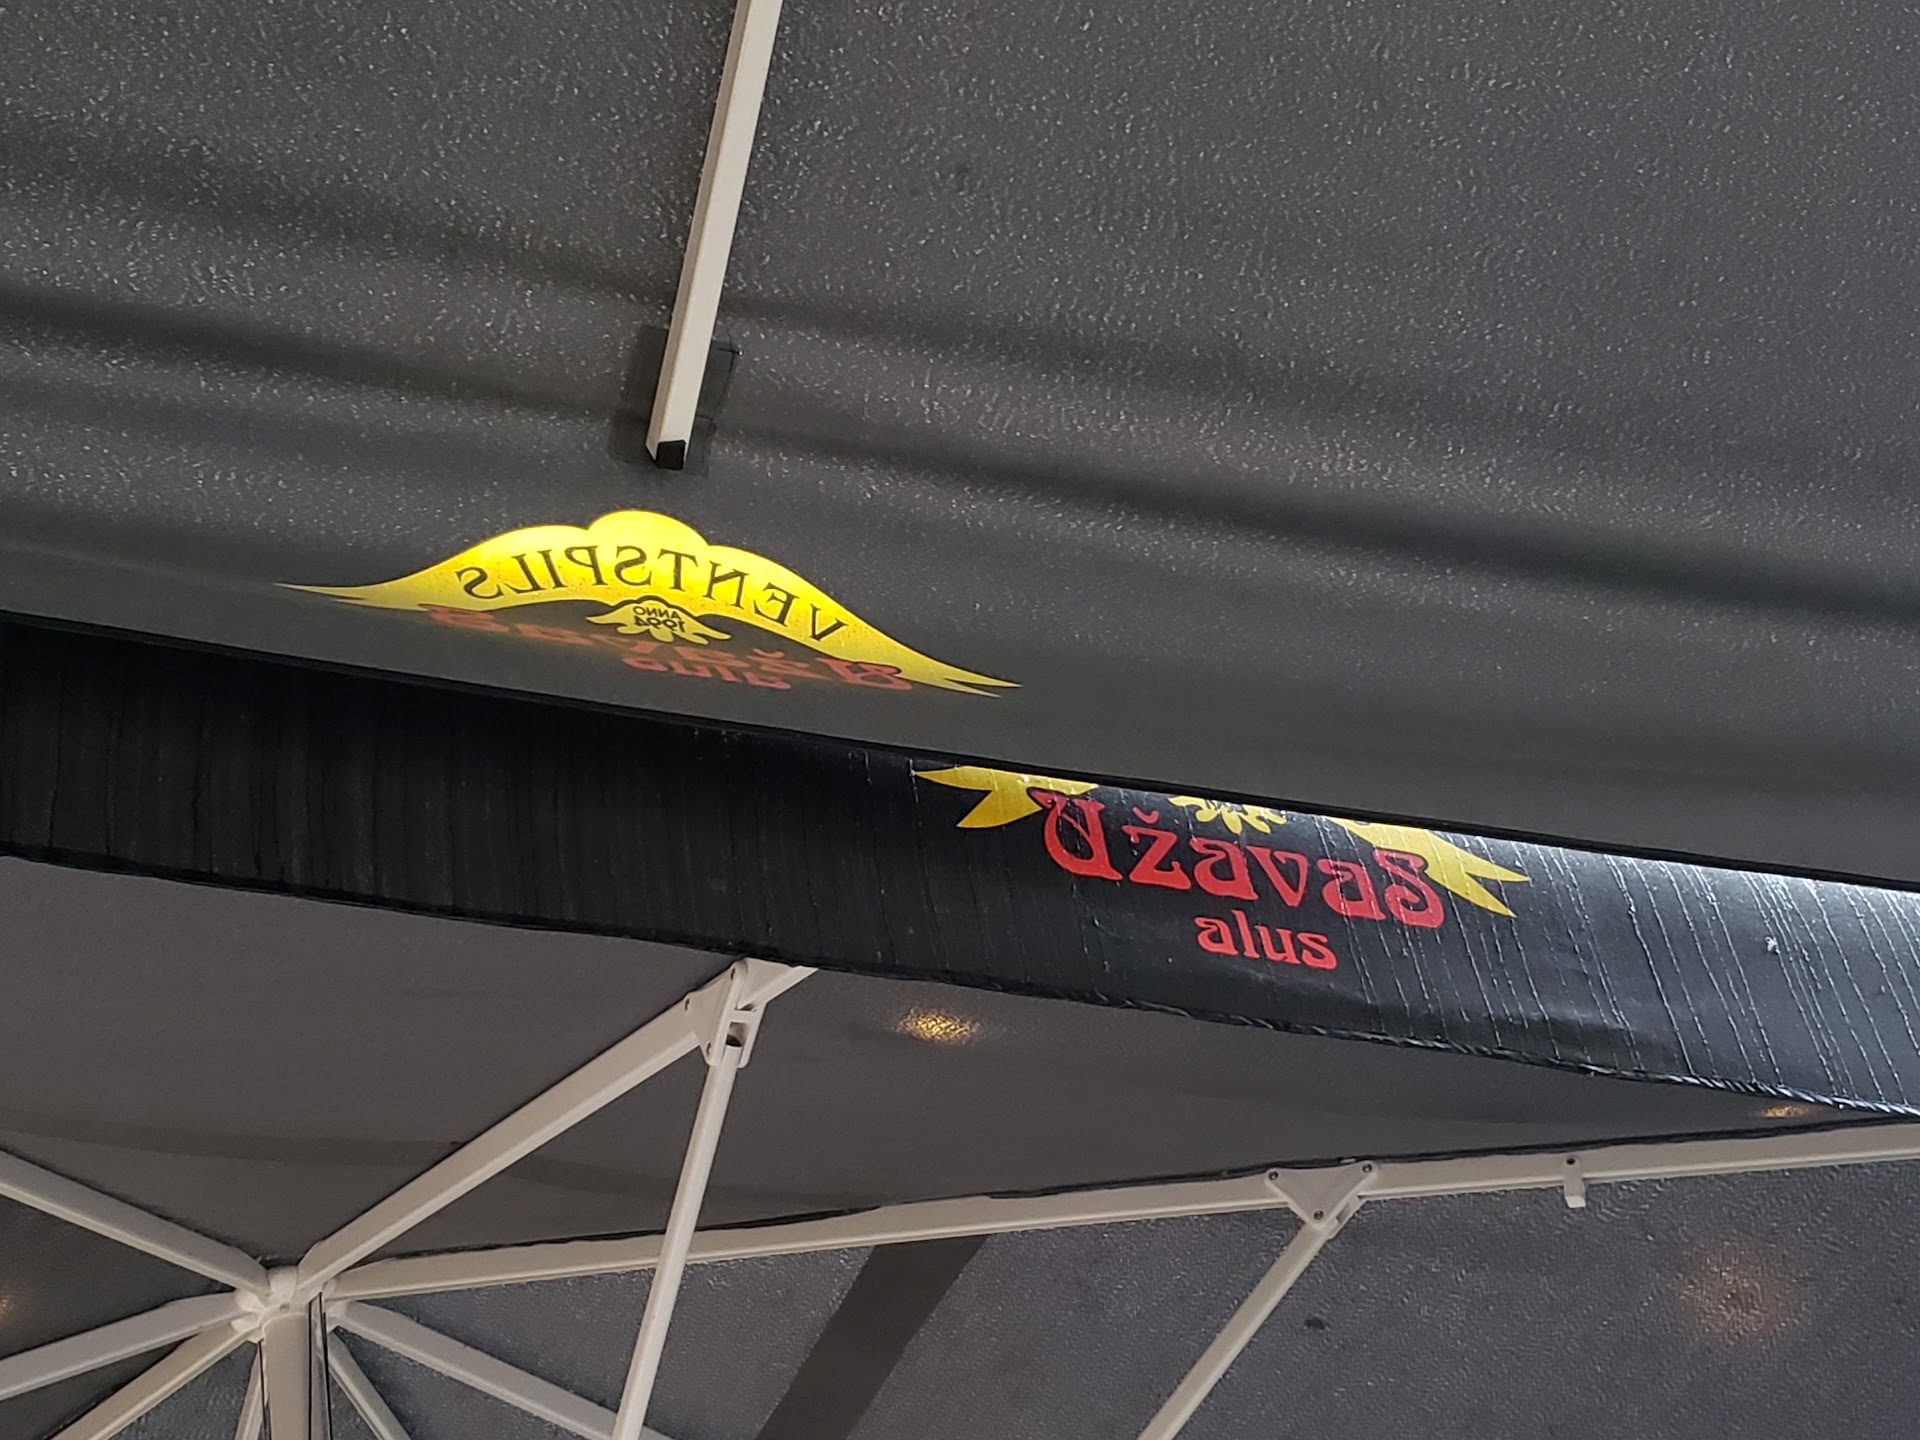 VENTSPILS
ANNO
1994
Užavas
alus
Užavas
alus